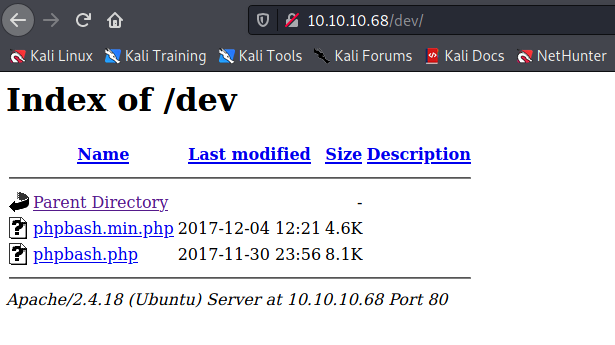 10.10.10.68/dev/
Kali Linux Kali Training Kali Tools Kali Forums Kali Docs NetHunter
Index of /dev
Name Last modified Size Description
Parent Directory -
phpbash.min.php 2017-12-04 12:21 4.6K
phpbash.php 2017-11-30 23:56 8.1K
Apache/2.4.18 (Ubuntu) Server at 10.10.10.68 Port 80